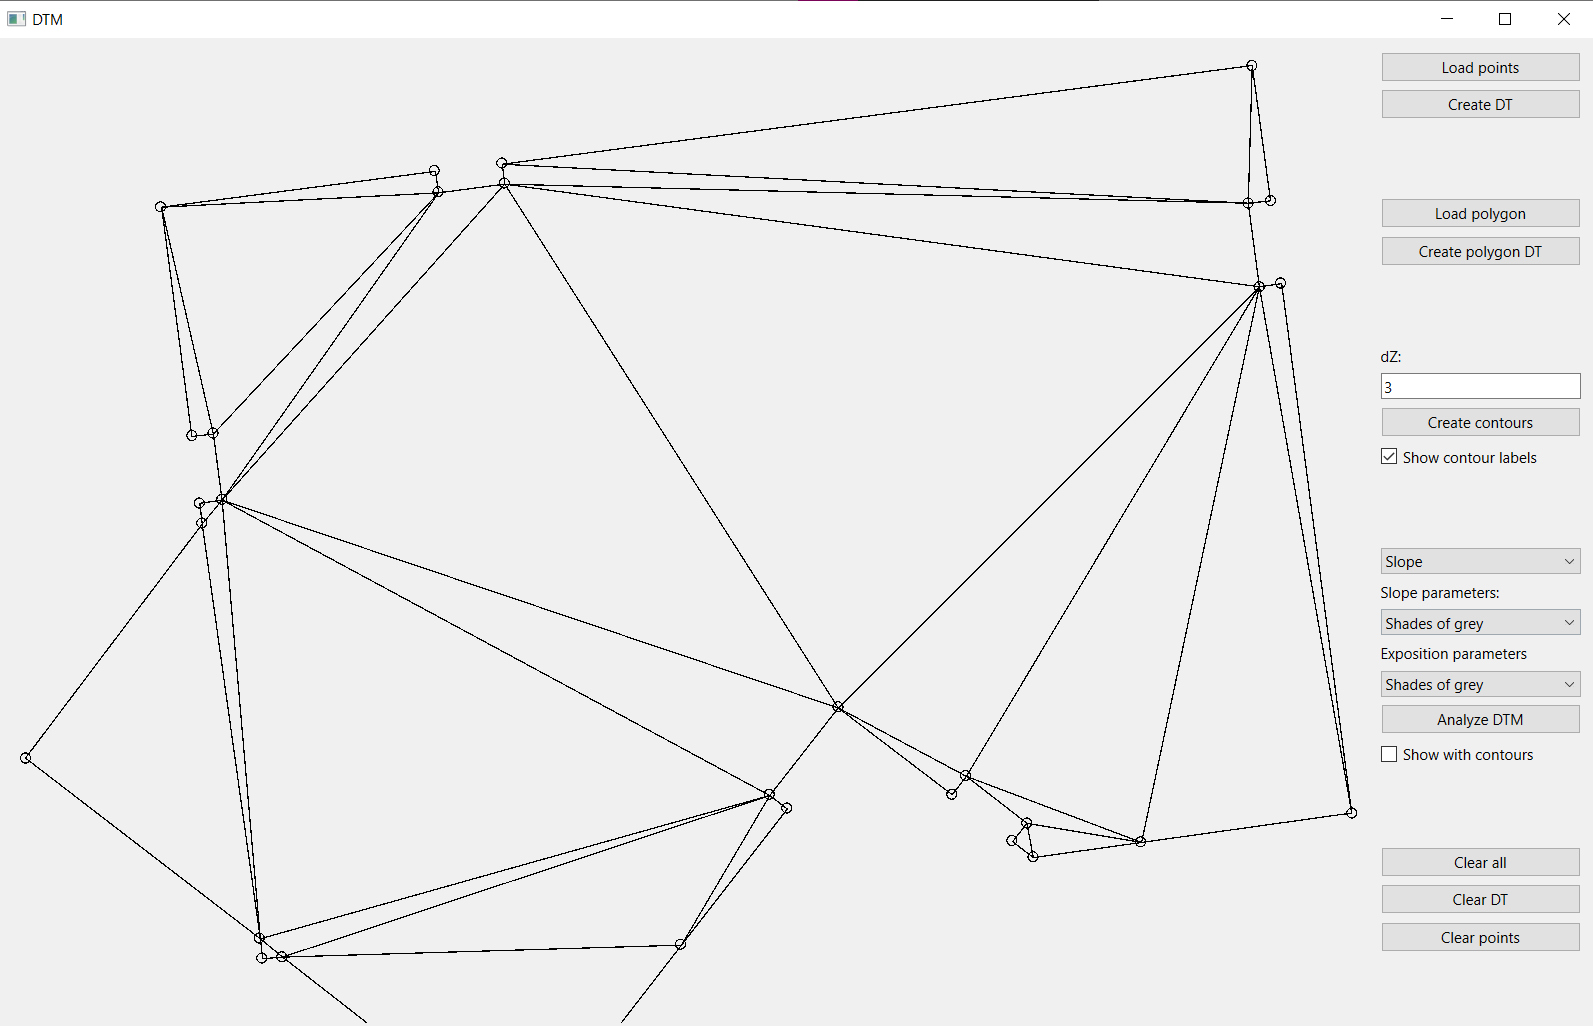 DTM
Load points
Create DT
Load polygon
Create polygon DT
dZ:
3
Create contours
Show contour labels
Slope
Slope parameters:
Shades of grey
Exposition parameters
Shades of grey
Analyze DTM
Show with contours
Clear all
Clear DT
Clear points